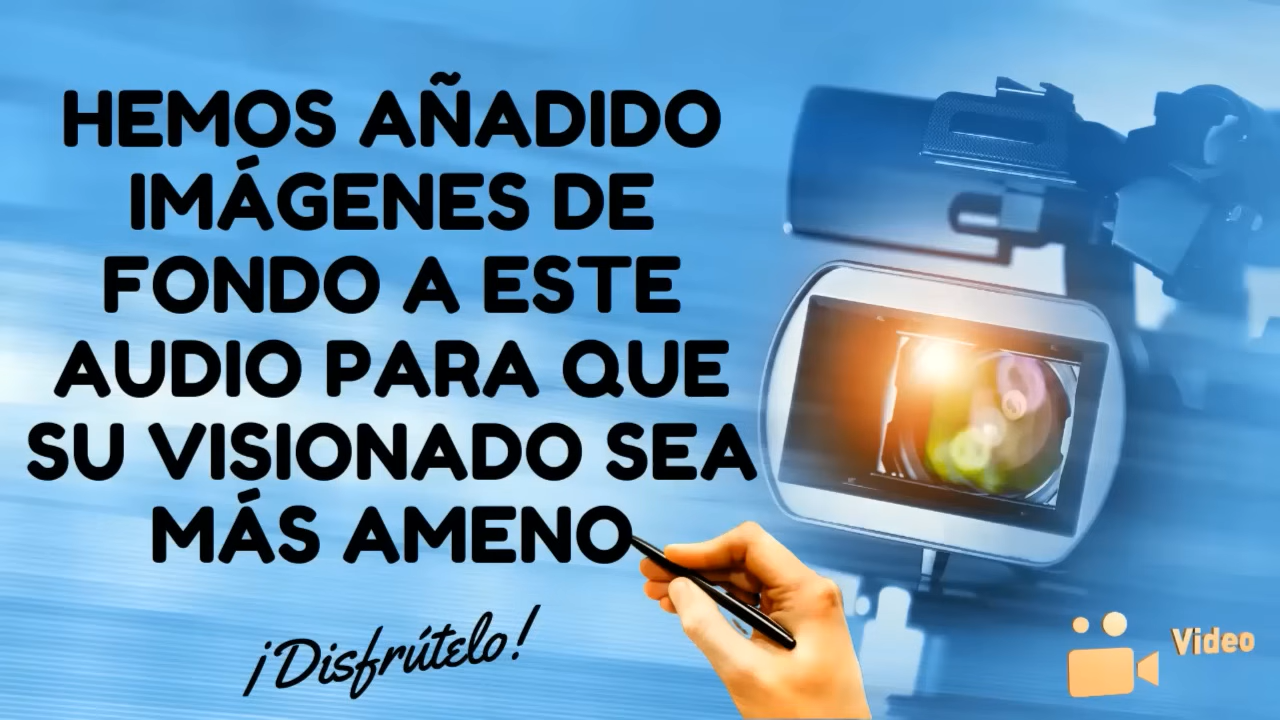 HEMOS AÑADIDO
IMÁGENES DE
FONDO A ESTE
AUDIO PARA QUE
SU VISIONADO SEA
MÁS AMENO
¡Disfrútelo!
Video